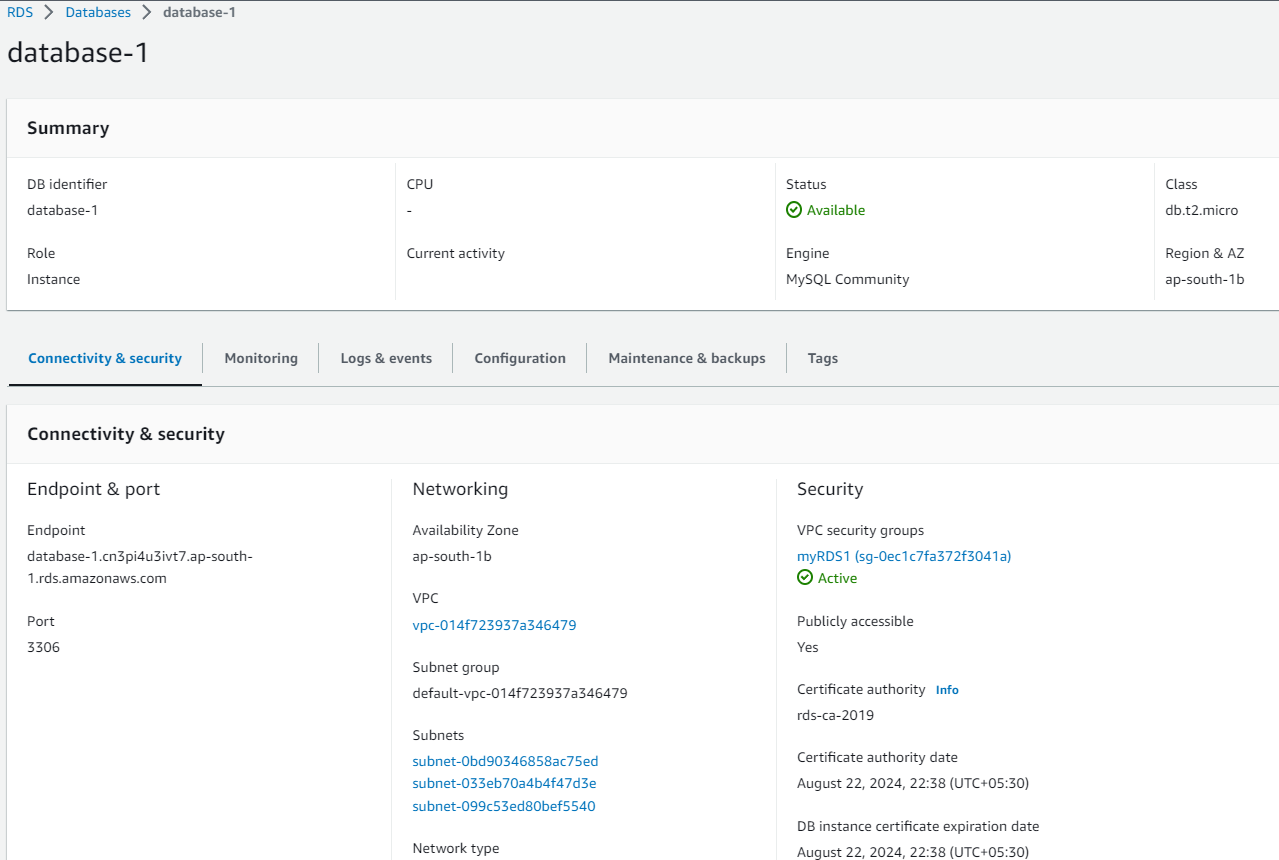 RDS > Databases > database-1
database-1
Summary
DB identifier
database-1
Role
Instance
CPU
-
Current activity
Status
Available
Engine
MySQL Community
Class
db.t2.micro
Region & AZ
ap-south-1b
Connectivity & security
Monitoring
Logs & events
Configuration
Maintenance & backups
Tags
Connectivity & security
Endpoint & port
Endpoint
database-1.cn3pi4u3ivt7.ap-south-
1.rds.amazonaws.com
Port
3306
Networking
Availability Zone
ap-south-1b
VPC
vpc-014f723937a346479
Subnet group
default-vpc-014f723937a346479
Subnets
subnet-0bd90346858ac75ed
subnet-033eb70a4b4f47d3e
subnet-099c53ed80bef5540
Network type
Security
VPC security groups
myRDS1 (sg-0ec1c7fa372f3041a)
Active
Publicly accessible
Yes
Certificate authority Info
rds-ca-2019
Certificate authority date
August 22, 2024, 22:38 (UTC+05:30)
DB instance certificate expiration date
August 22, 2024, 22:38 (UTC+05:30)